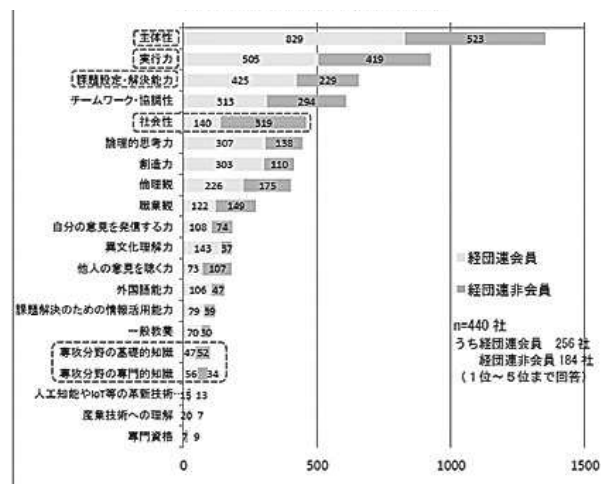 主体性 829 523
実行力 505 419
課題設定・解決能力 425 229
チームワーク・協調性 313 294
社会性 140 319
論理的思考力 307 138
創造力 303 110
倫理観 226 175
職業観 122 149
自分の意見を発信する力 108 74
異文化理解力 143 37
他人の意見を聴く力 73 107
外国語能力 106 47
課題解決のための情報活用能力 79 39
一般教養 70 30
専攻分野の基礎的知識 47 52
専攻分野の専門的知識 56 34
人工知能やIoT等の革新技術… 15 13
産業技術への理解 20 7
専門資格 7 9
経団連会員
経団連非会員
n=440 社
うち経団連会員 256 社
経団連非会員 184 社
(1位～5位まで回答)
0 500 1000 1500